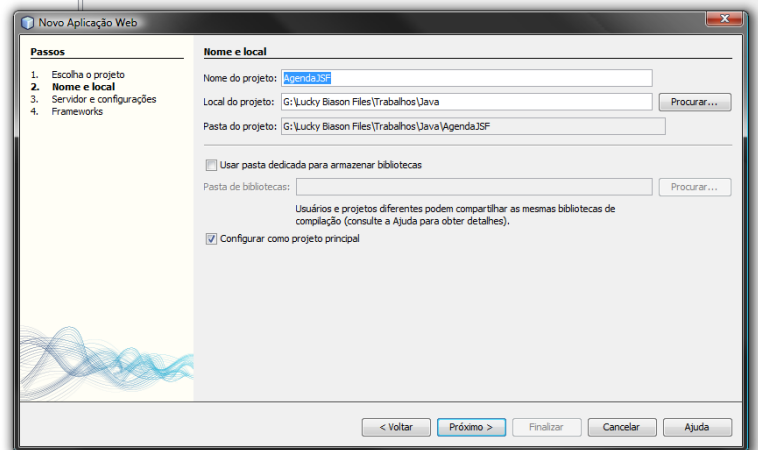 Novo Aplicação Web
Passos
1. Escolha o projeto
2. Nome e local
3. Servidor e configurações
4. Frameworks
Nome e local
Nome do projeto: AgendaJSF
Local do projeto: G:\Lucky Biason Files\Trabalhos\Java Procurar...
Pasta do projeto: G:\Lucky Biason Files\Trabalhos\Java\AgendaJSF
Usar pasta dedicada para armazenar bibliotecas
Pasta de bibliotecas: Procurar...
Usuários e projetos diferentes podem compartilhar as mesmas bibliotecas de
compilação (consulte a Ajuda para obter detalhes).
Configurar como projeto principal
< Voltar Próximo > Finalizar Cancelar Ajuda